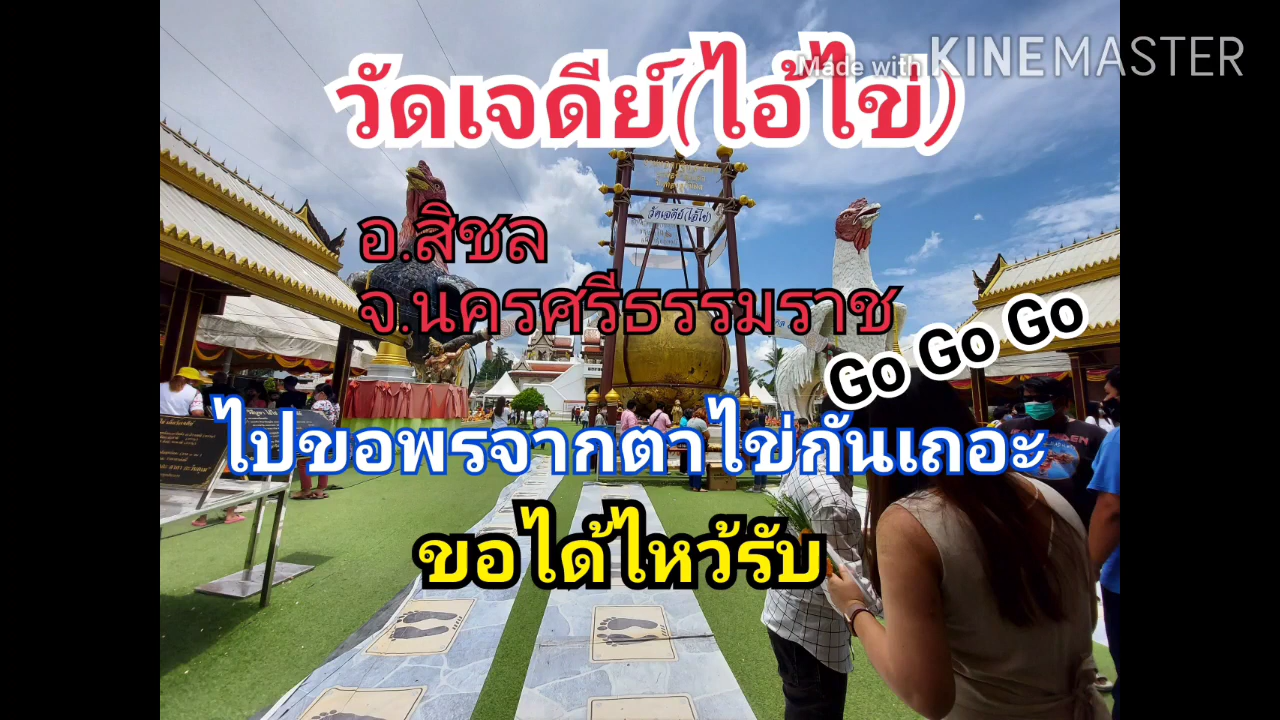 Made with KINEMASTER
วัดเจดีย์(ไอ้ไข่)
วัดเจดีย์(ไอ้ไข่)
อ.สิชล
จ.นครศรีธรรมราช
Go Go Go
ไปขอพรจากตาไข่กันเถอะ
ขอได้ไหว้รับ